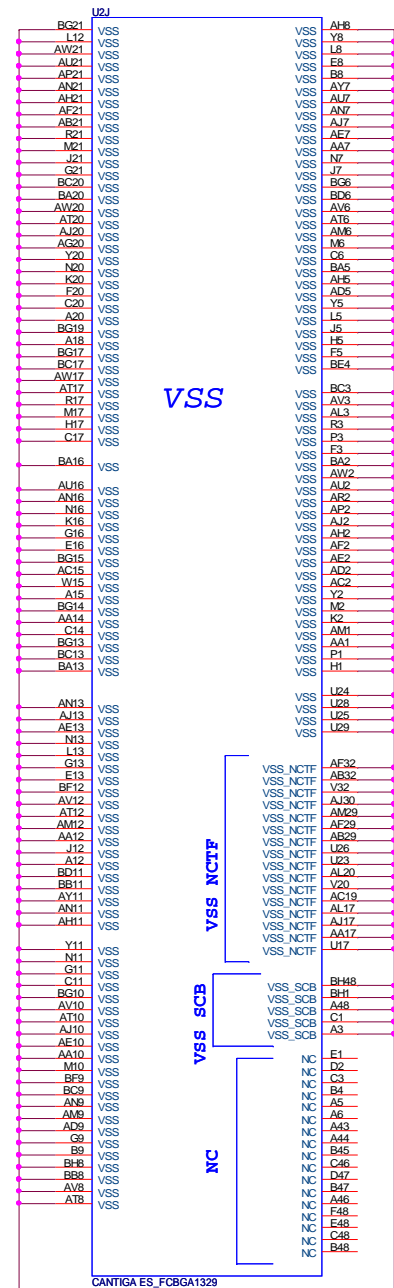 U2J
BG21 VSS
L12 VSS
AW21 VSS
AU21 VSS
AP21 VSS
AN21 VSS
AH21 VSS
AF21 VSS
AB21 VSS
R21 VSS
M21 VSS
J21 VSS
G21 VSS
BC20 VSS
BA20 VSS
AW20 VSS
AT20 VSS
AJ20 VSS
AG20 VSS
Y20 VSS
N20 VSS
K20 VSS
F20 VSS
C20 VSS
A20 VSS
BG19 VSS
A18 VSS
BG17 VSS
BC17 VSS
AW17 VSS
AT17 VSS
R17 VSS
M17 VSS
H17 VSS
C17 VSS
BA16 VSS
AU16 VSS
AN16 VSS
N16 VSS
K16 VSS
G16 VSS
E16 VSS
BG15 VSS
AC15 VSS
W15 VSS
A15 VSS
BG14 VSS
AA14 VSS
C14 VSS
BG13 VSS
BC13 VSS
BA13 VSS
AN13 VSS
AJ13 VSS
AE13 VSS
N13 VSS
L13 VSS
G13 VSS
E13 VSS
BF12 VSS
AV12 VSS
AT12 VSS
AM12 VSS
AA12 VSS
J12 VSS
A12 VSS
BD11 VSS
BB11 VSS
AY11 VSS
AN11 VSS
AH11 VSS
Y11 VSS
N11 VSS
G11 VSS
C11 VSS
BG10 VSS
AV10 VSS
AT10 VSS
AJ10 VSS
AE10 VSS
AA10 VSS
M10 VSS
BF9 VSS
BC9 VSS
AN9 VSS
AM9 VSS
AD9 VSS
G9 VSS
B9 VSS
BH8 VSS
BB8 VSS
AV8 VSS
AT8 VSS
VSS
VSS NCTF
VSS SCB
NC
VSS AH8
VSS Y8
VSS L8
VSS E8
VSS B8
VSS AY7
VSS AU7
VSS AN7
VSS AJ7
VSS AE7
VSS AA7
VSS N7
VSS J7
VSS BG6
VSS BD6
VSS AV6
VSS AT6
VSS AM6
VSS M6
VSS C6
VSS BA5
VSS AH5
VSS AD5
VSS Y5
VSS L5
VSS J5
VSS H5
VSS F5
VSS BE4
VSS BC3
VSS AV3
VSS AL3
VSS R3
VSS P3
VSS F3
VSS BA2
VSS AW2
VSS AU2
VSS AR2
VSS AP2
VSS AJ2
VSS AH2
VSS AF2
VSS AE2
VSS AD2
VSS AC2
VSS Y2
VSS M2
VSS K2
VSS AM1
VSS AA1
VSS P1
VSS H1
VSS U24
VSS U28
VSS U25
VSS U29
VSS_NCTF AF32
VSS_NCTF AB32
VSS_NCTF V32
VSS_NCTF AJ30
VSS_NCTF AM29
VSS_NCTF AF29
VSS_NCTF AB29
VSS_NCTF U26
VSS_NCTF U23
VSS_NCTF AL20
VSS_NCTF V20
VSS_NCTF AC19
VSS_NCTF AL17
VSS_NCTF AJ17
VSS_NCTF AA17
VSS_NCTF U17
VSS_SCB BH48
VSS_SCB BH1
VSS_SCB A48
VSS_SCB C1
VSS_SCB A3
NC E1
NC D2
NC C3
NC B4
NC A5
NC A6
NC A43
NC A44
NC B45
NC C46
NC D47
NC B47
NC A46
NC F48
NC E48
NC C48
NC B48
CANTIGA ES_FCBGA1329